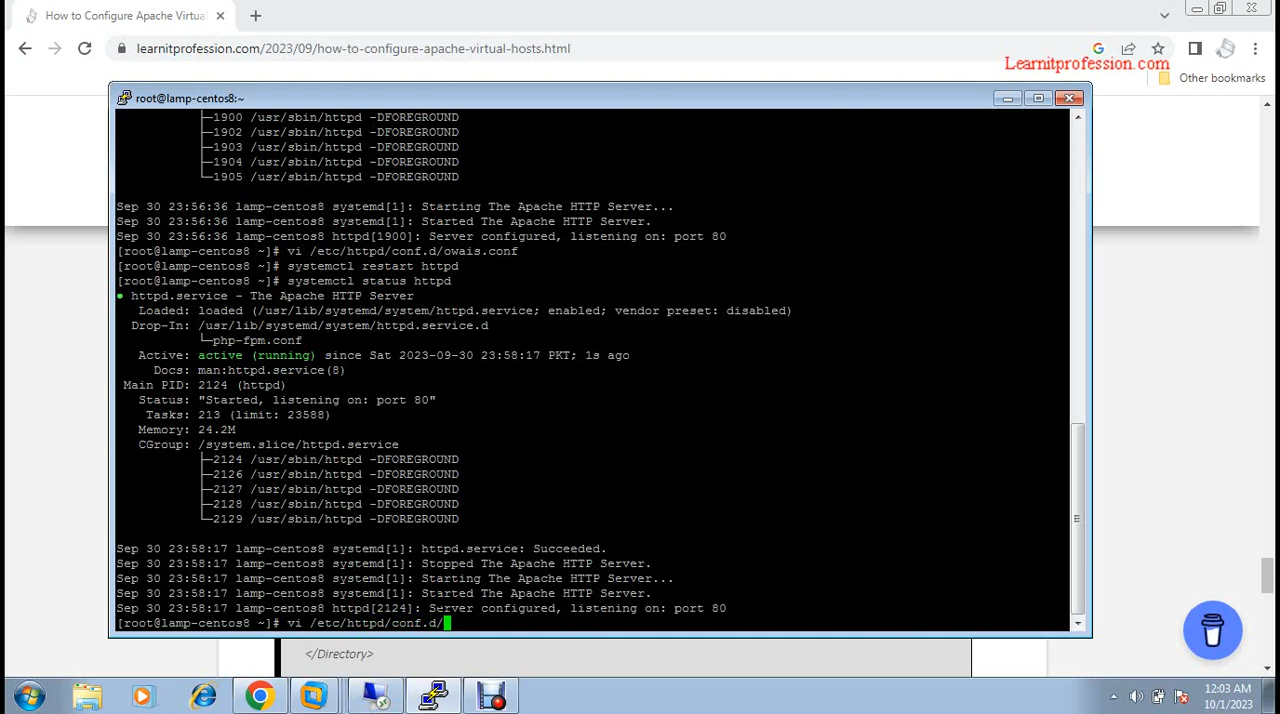 How to Configure Apache Virtua
learnitprofession.com/2023/09/how-to-configure-apache-virtual-hosts.html
Learnitprofession.com
Other bookmarks
root@lamp-centos8:~
├─1900 /usr/sbin/httpd -DFOREGROUND
├─1902 /usr/sbin/httpd -DFOREGROUND
├─1903 /usr/sbin/httpd -DFOREGROUND
├─1904 /usr/sbin/httpd -DFOREGROUND
└─1905 /usr/sbin/httpd -DFOREGROUND
Sep 30 23:56:36 lamp-centos8 systemd[1]: Starting The Apache HTTP Server...
Sep 30 23:56:36 lamp-centos8 systemd[1]: Started The Apache HTTP Server.
Sep 30 23:56:36 lamp-centos8 httpd[1900]: Server configured, listening on: port 80
[root@lamp-centos8 ~]# vi /etc/httpd/conf.d/owais.conf
[root@lamp-centos8 ~]# systemctl restart httpd
[root@lamp-centos8 ~]# systemctl status httpd
● httpd.service - The Apache HTTP Server
Loaded: loaded (/usr/lib/systemd/system/httpd.service; enabled; vendor preset: disabled)
Drop-In: /usr/lib/systemd/system/httpd.service.d
└─php-fpm.conf
Active: active (running) since Sat 2023-09-30 23:58:17 PKT; 1s ago
Docs: man:httpd.service(8)
Main PID: 2124 (httpd)
Status: "Started, listening on: port 80"
Tasks: 213 (limit: 23588)
Memory: 24.2M
CGroup: /system.slice/httpd.service
├─2124 /usr/sbin/httpd -DFOREGROUND
├─2126 /usr/sbin/httpd -DFOREGROUND
├─2127 /usr/sbin/httpd -DFOREGROUND
├─2128 /usr/sbin/httpd -DFOREGROUND
└─2129 /usr/sbin/httpd -DFOREGROUND
Sep 30 23:58:17 lamp-centos8 systemd[1]: httpd.service: Succeeded.
Sep 30 23:58:17 lamp-centos8 systemd[1]: Stopped The Apache HTTP Server.
Sep 30 23:58:17 lamp-centos8 systemd[1]: Starting The Apache HTTP Server...
Sep 30 23:58:17 lamp-centos8 systemd[1]: Started The Apache HTTP Server.
Sep 30 23:58:17 lamp-centos8 httpd[2124]: Server configured, listening on: port 80
[root@lamp-centos8 ~]# vi /etc/httpd/conf.d/
</Directory>
12:03 AM
10/1/2023